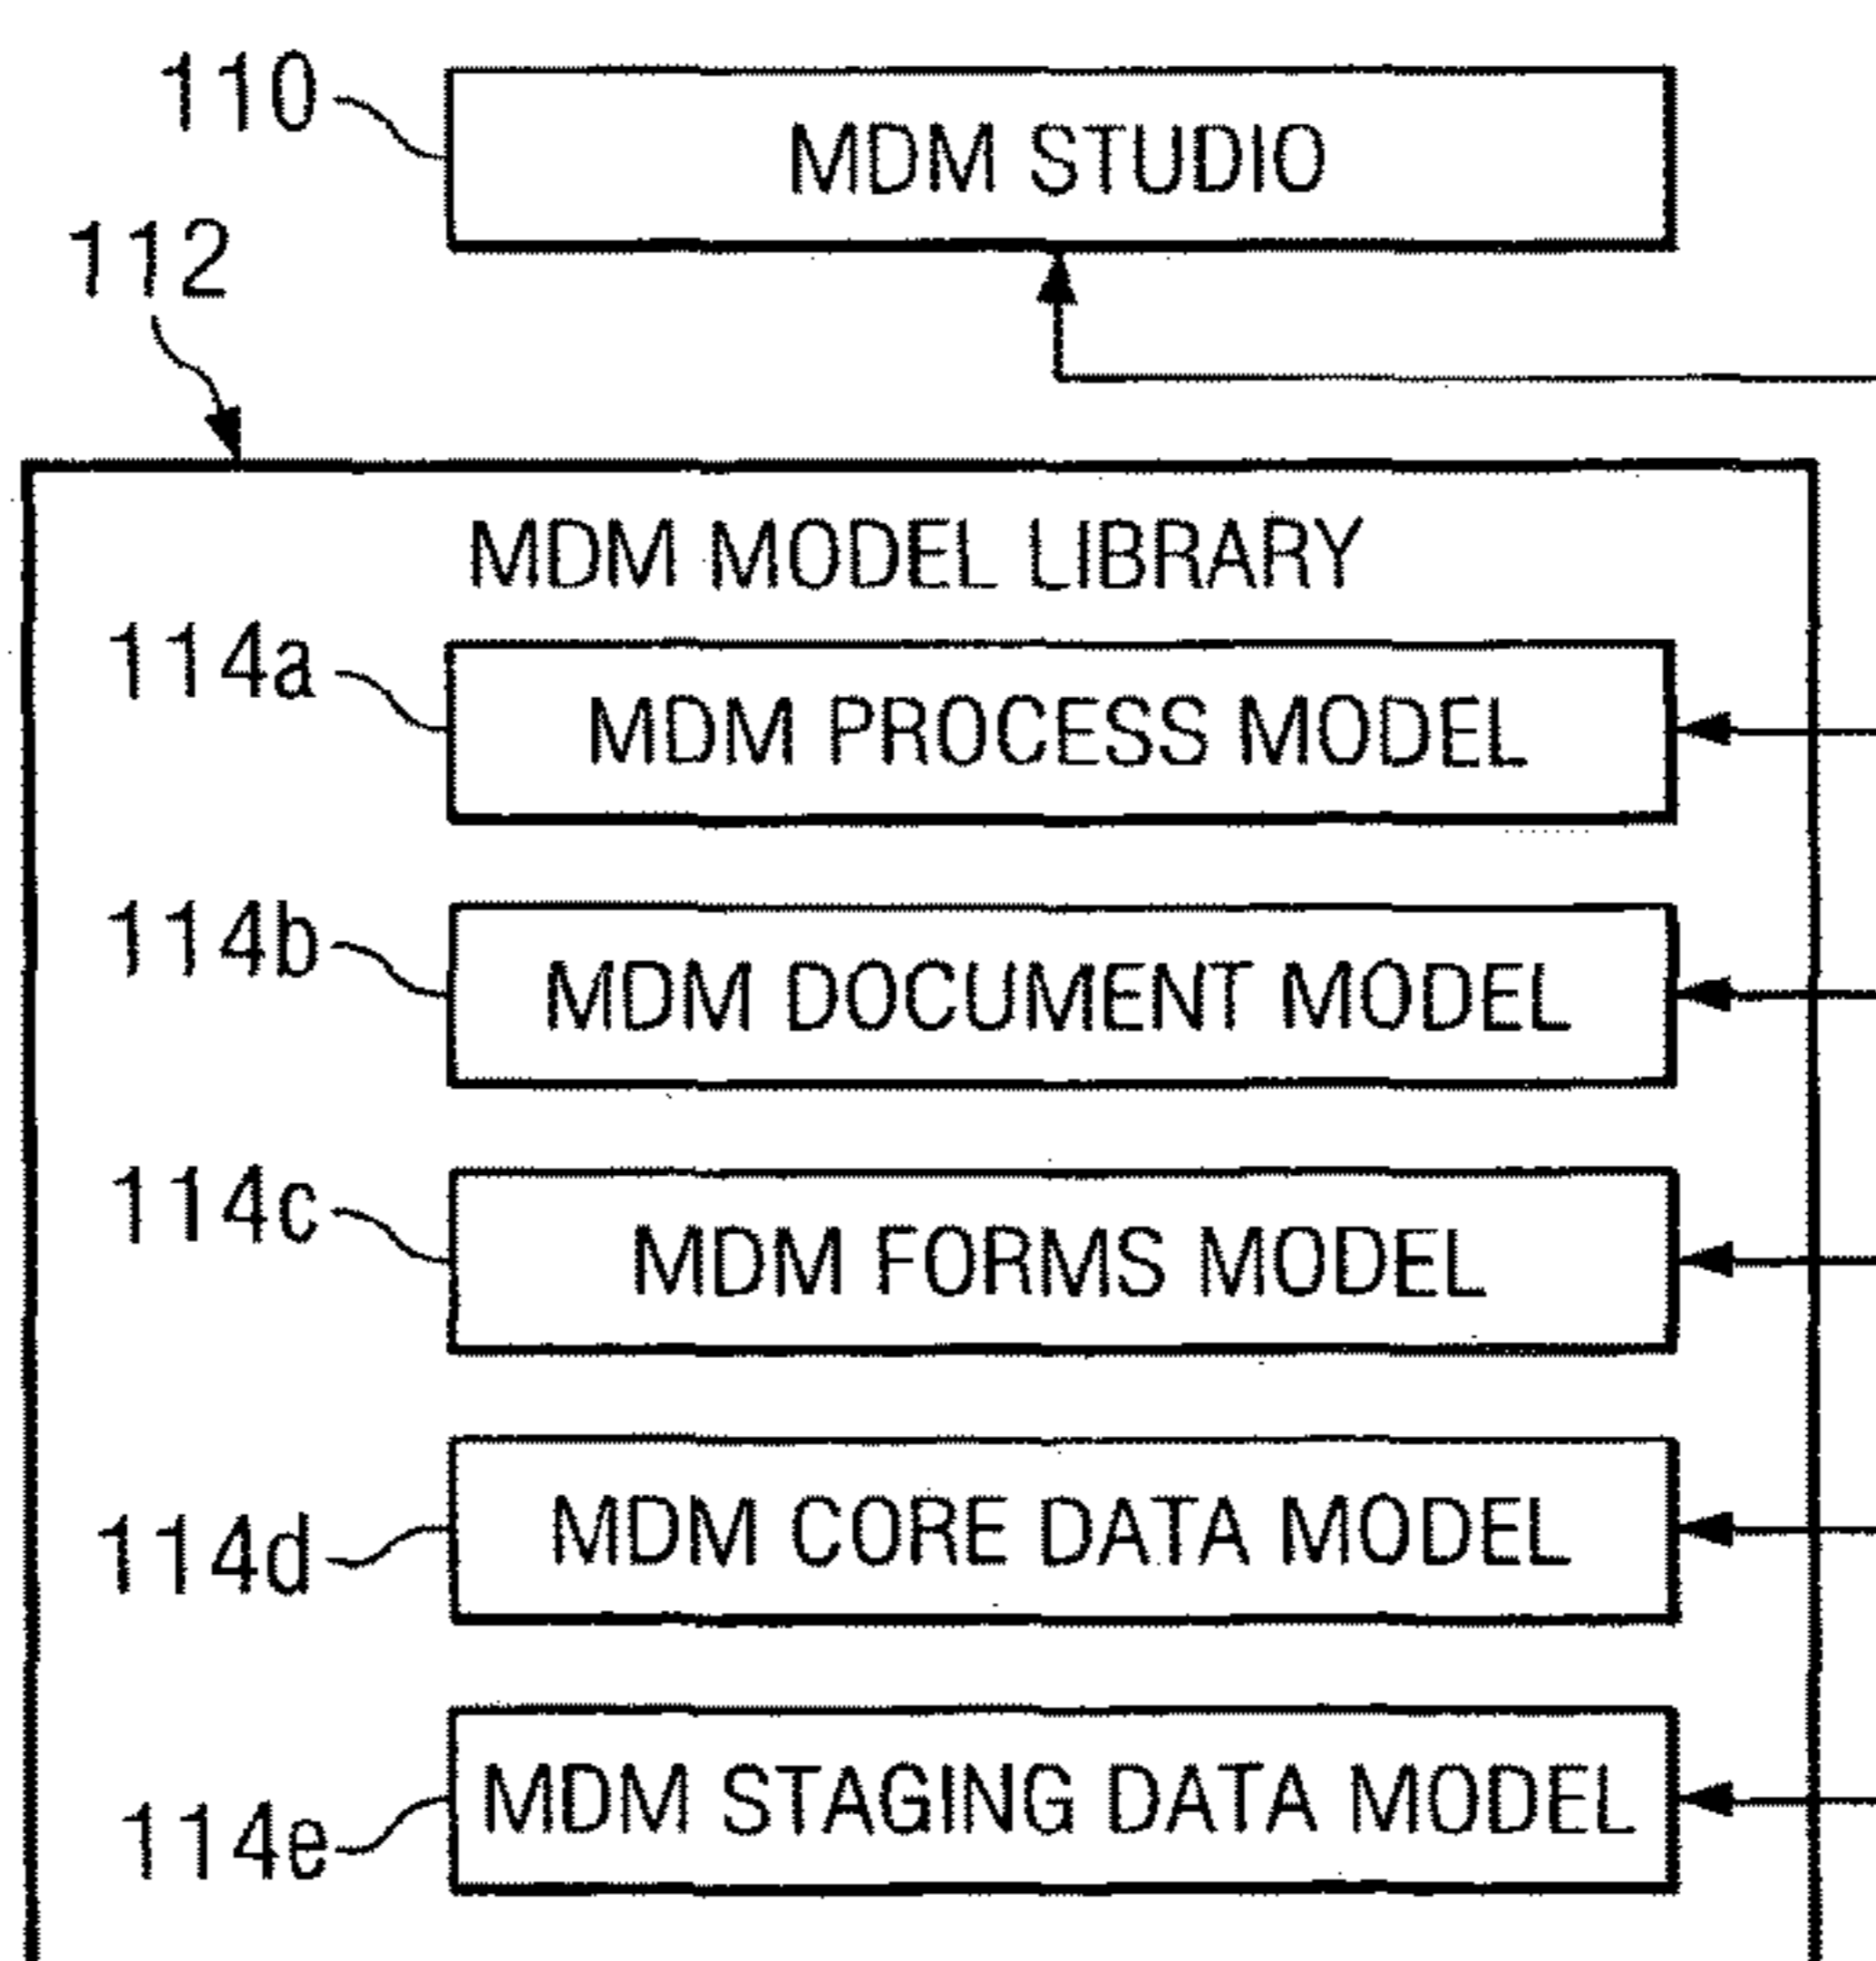 110
MDM STUDIO
112
MDM MODEL LIBRARY
114a
MDM PROCESS MODEL
114b
MDM DOCUMENT MODEL
114c
MDM FORMS MODEL
114d
MDM CORE DATA MODEL
114e
MDM STAGING DATA MODEL